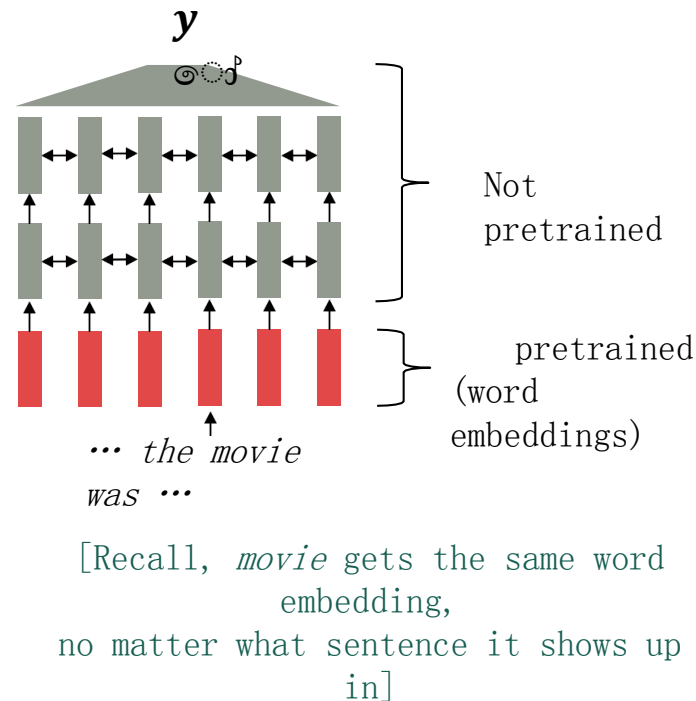 y
Not
pretrained
pretrained
(word
embeddings)
… the movie
was …
[Recall, movie gets the same word
embedding,
no matter what sentence it shows up
in]